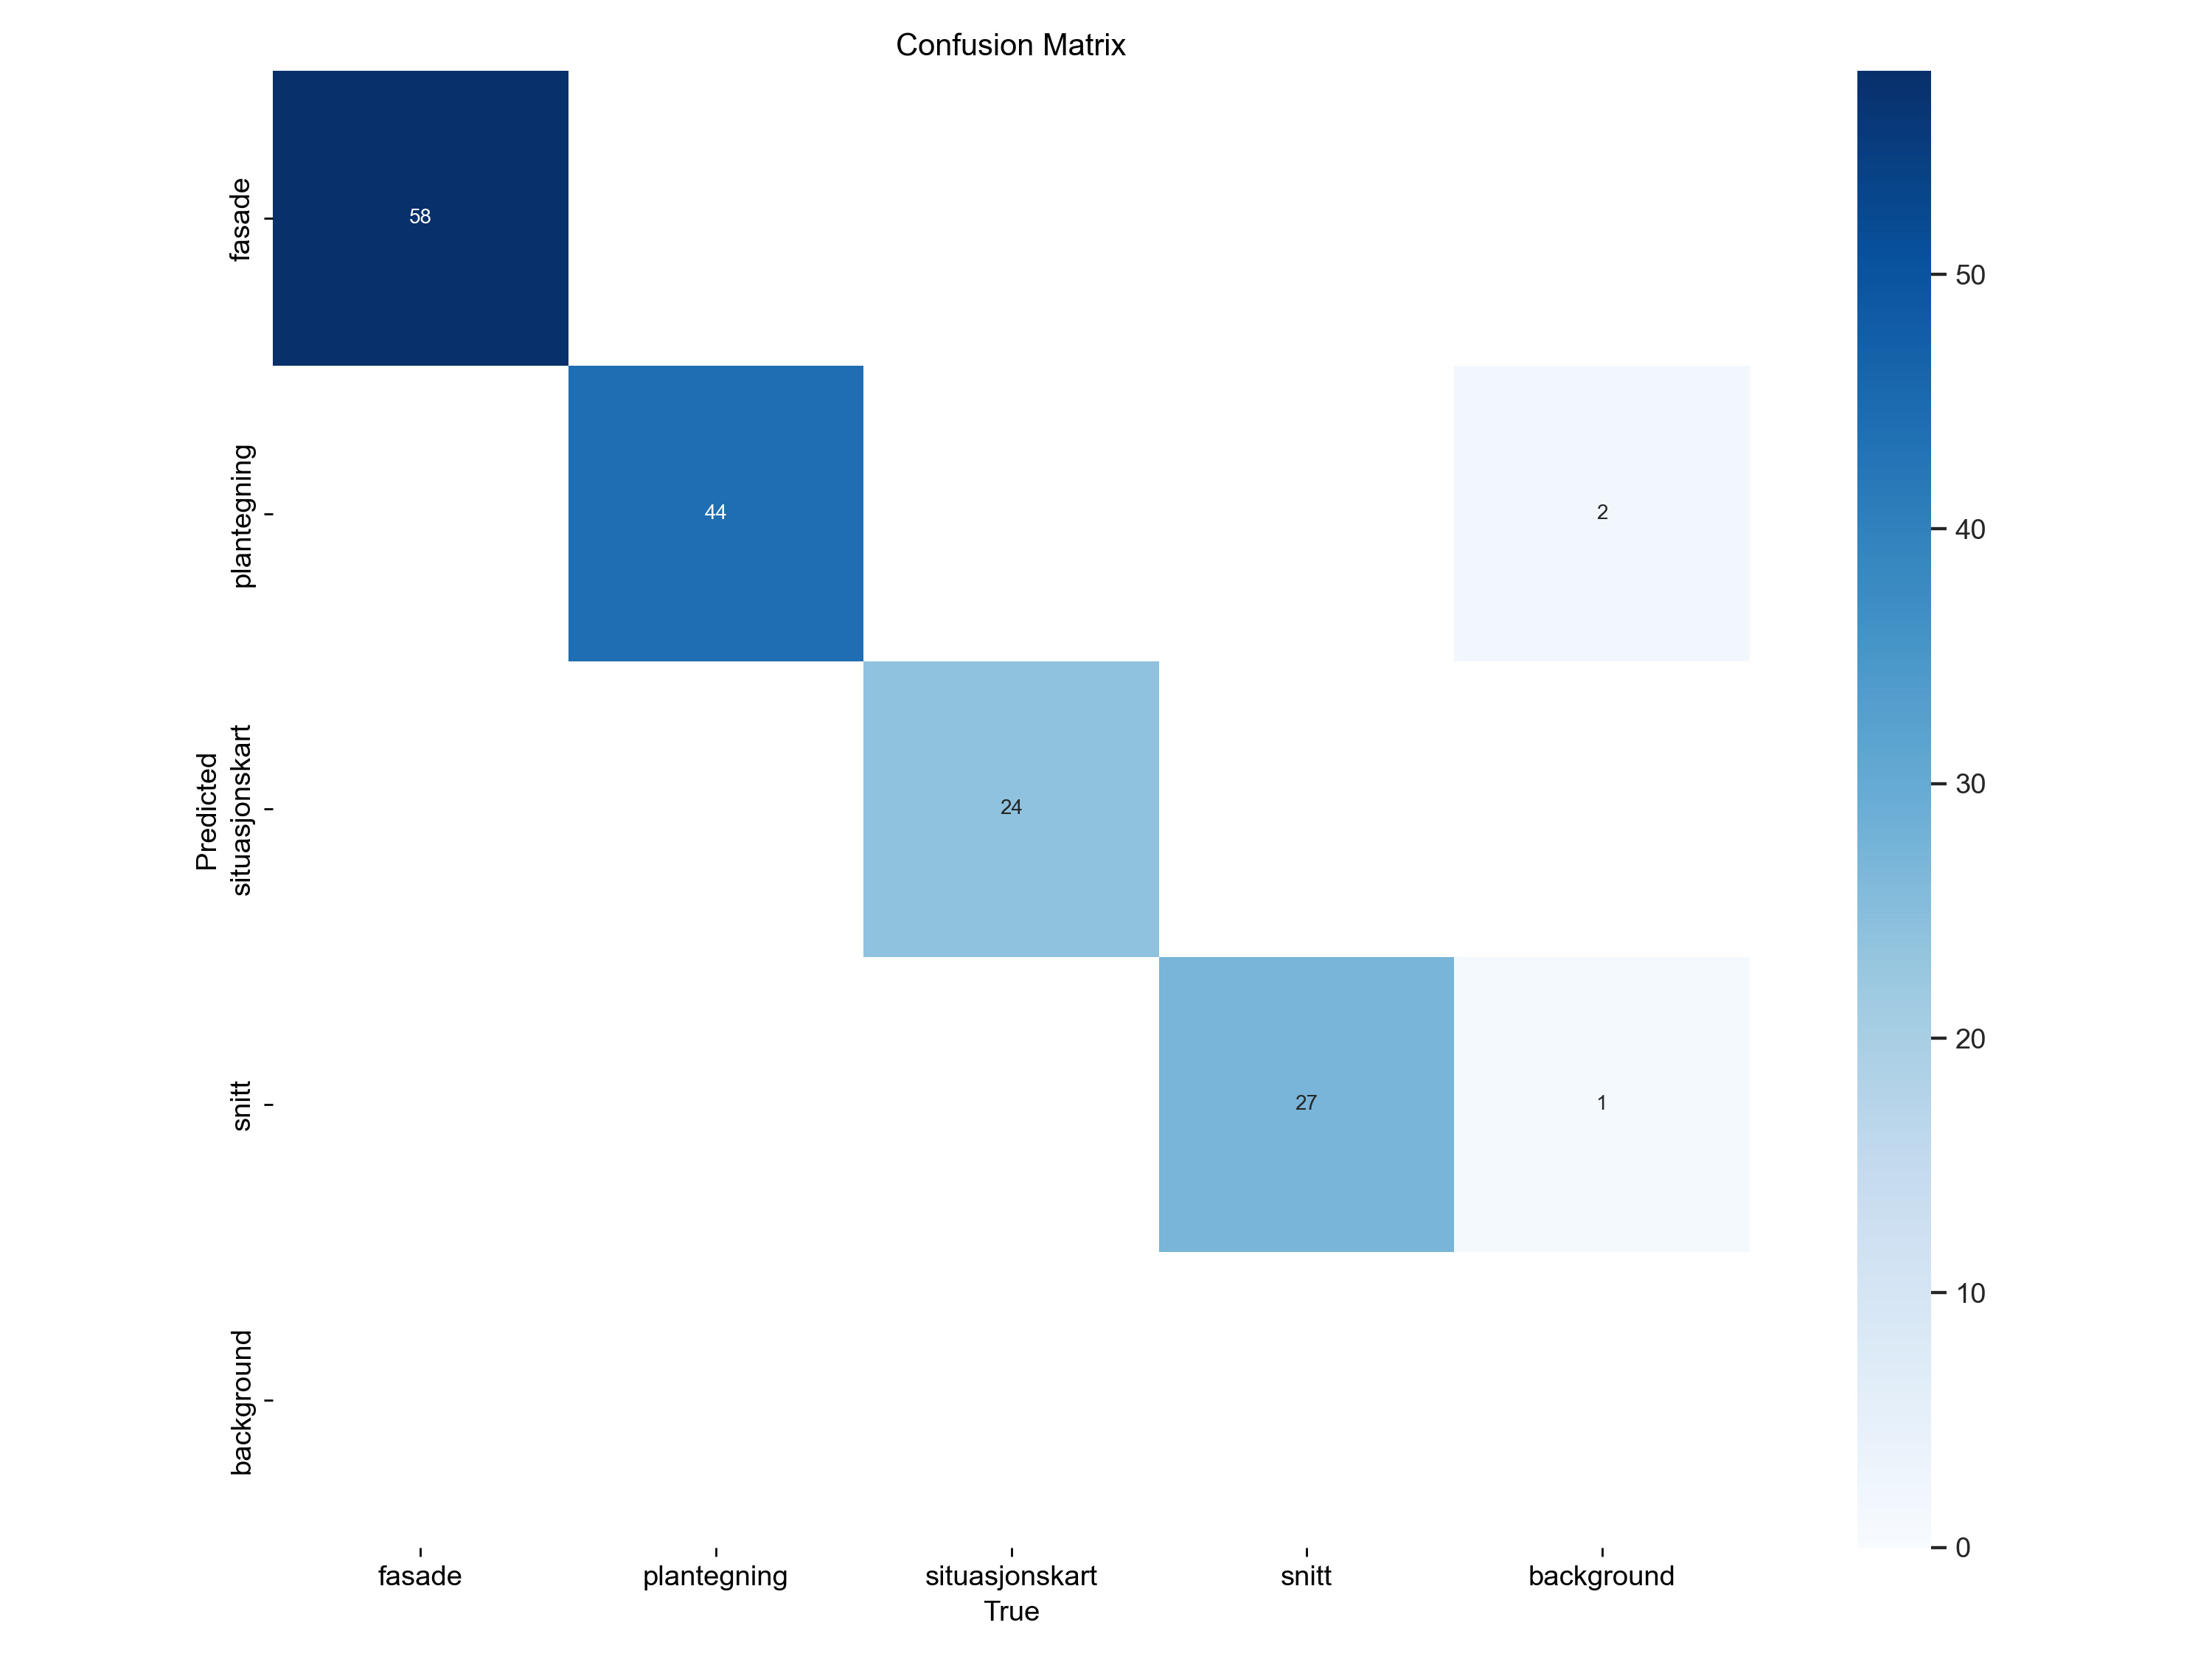 Confusion Matrix
fasade
58
plantegning
44
2
Predicted
situasjonskart
24
snitt
27
1
background
fasade
plantegning
situasjonskart
snitt
background
True
50
40
30
20
10
0